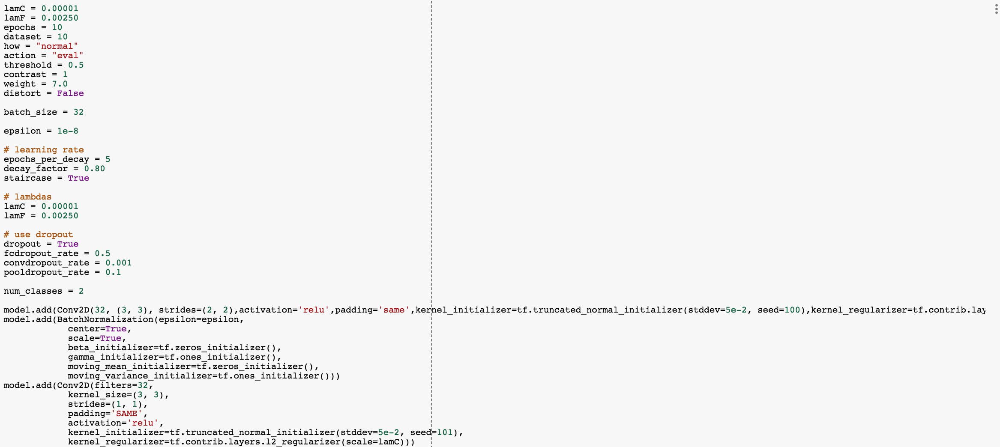 lamC = 0.00001
lamF = 0.00250
epochs = 10
dataset = 10
how = "normal"
action = "eval"
threshold = 0.5
contrast = 1
weight = 7.0
distort = False
batch_size = 32
epsilon = 1e-8
# learning rate
epochs_per_decay = 5
decay_factor = 0.80
staircase = True
# lambdas
lamC = 0.00001
lamF = 0.00250
# use dropout
dropout = True
fcdropout_rate = 0.5
convdropout_rate = 0.001
pooldropout_rate = 0.1
num_classes = 2
model.add(Conv2D(32, (3, 3), strides=(2, 2),activation='relu',padding='same',kernel_initializer=tf.truncated_normal_initializer(stddev=5e-2, seed=100),kernel_regularizer=tf.contrib.lay
model.add(BatchNormalization(epsilon=epsilon,
center=True,
scale=True,
beta_initializer=tf.zeros_initializer(),
gamma_initializer=tf.ones_initializer(),
moving_mean_initializer=tf.zeros_initializer(),
moving_variance_initializer=tf.ones_initializer()))
model.add(Conv2D(filters=32,
kernel_size=(3, 3),
strides=(1, 1),
padding='SAME',
activation='relu',
kernel_initializer=tf.truncated_normal_initializer(stddev=5e-2, seed=101),
kernel_regularizer=tf.contrib.layers.l2_regularizer(scale=lamC)))